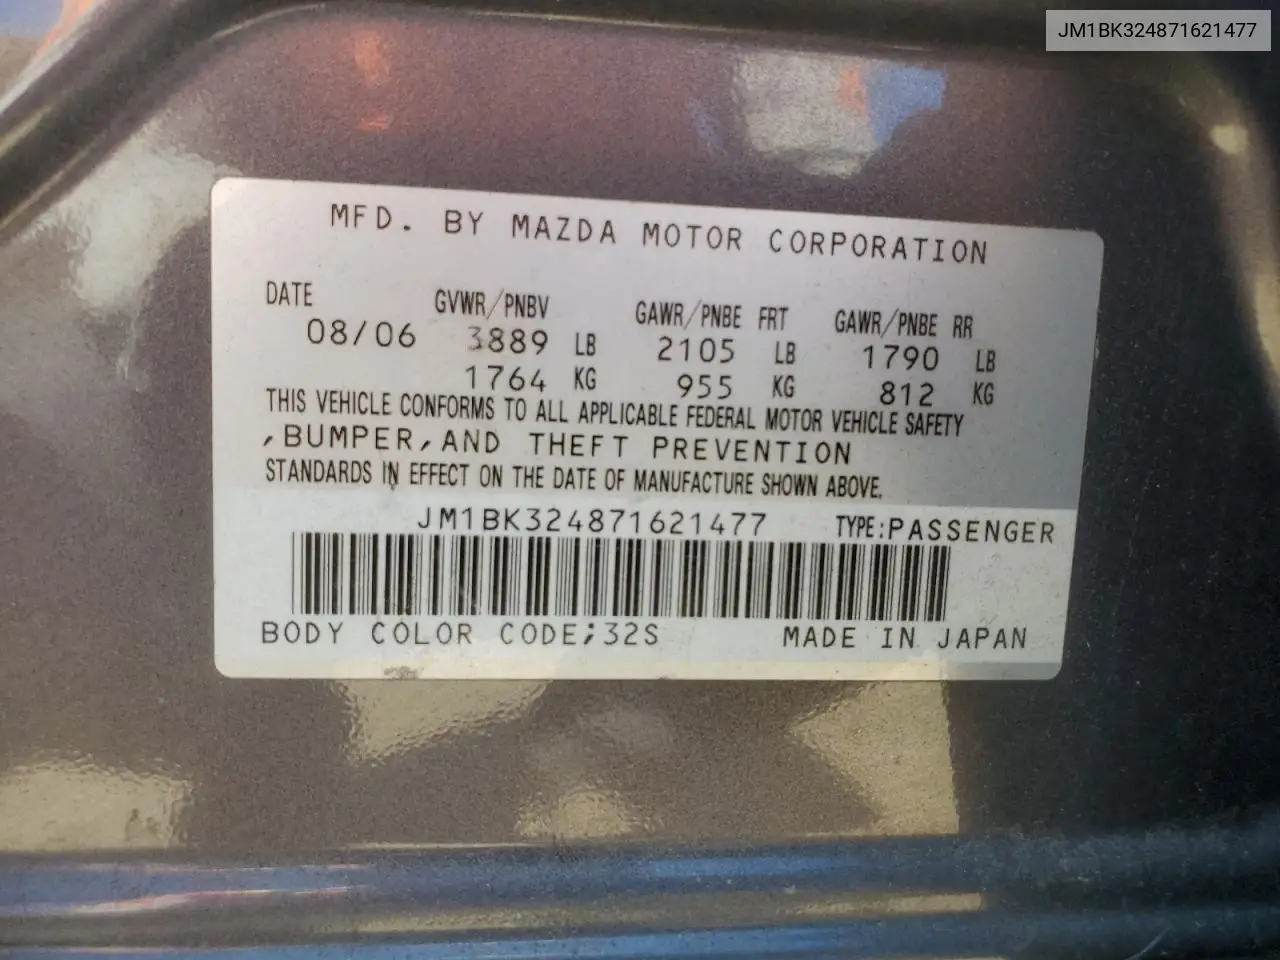 JM1BK324871621477
MFD. BY MAZDA MOTOR CORPORATION
DATE GVWR/PNBV GAWR/PNBE FRT GAWR/PNBE RR
08/06 3889 LB 2105 LB 1790 LB
1764 KG 955 KG 812 KG
THIS VEHICLE CONFORMS TO ALL APPLICABLE FEDERAL MOTOR VEHICLE SAFETY
,BUMPER,AND THEFT PREVENTION
STANDARDS IN EFFECT ON THE DATE OF MANUFACTURE SHOWN ABOVE.
JM1BK324871621477 TYPE:PASSENGER
BODY COLOR CODE;32S MADE IN JAPAN